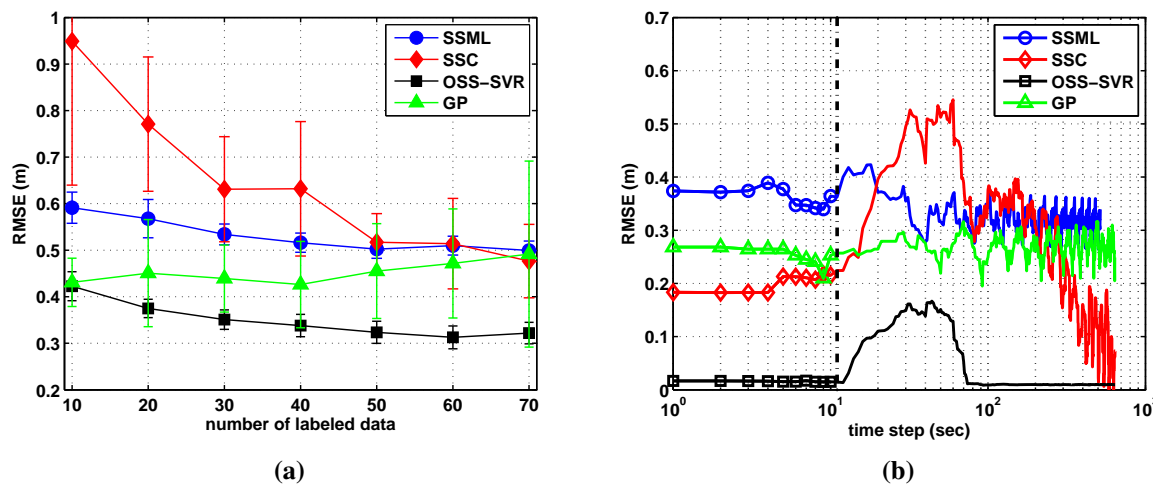 1
0.9
0.8
0.7
0.6
0.5
0.4
0.3
0.2
RMSE (m)
10 20 30 40 50 60 70
number of labeled data
SSML
SSC
OSS-SVR
GP
(a)
0.7
0.6
0.5
0.4
0.3
0.2
0.1
0
RMSE (m)
10^0 10^1 10^2 10^3
time step (sec)
SSML
SSC
OSS-SVR
GP
(b)